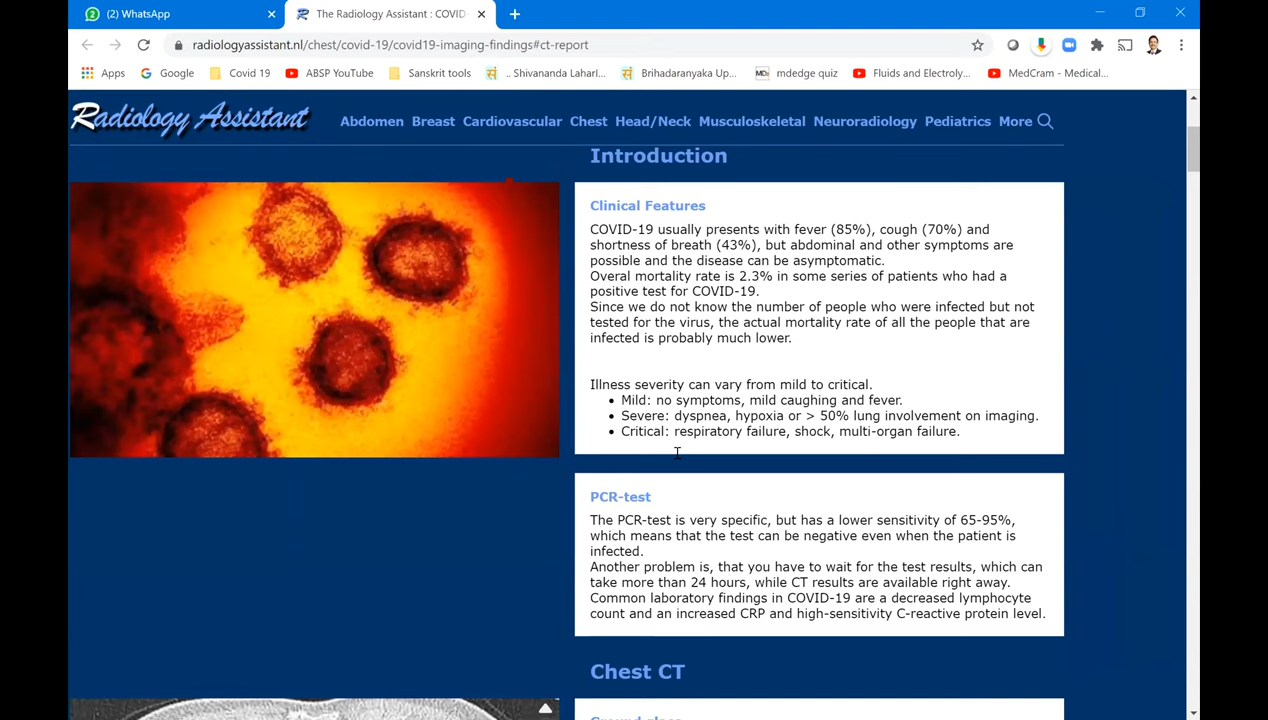 (2) WhatsApp
The Radiology Assistant : COVID-
radiologyassistant.nl/chest/covid-19/covid19-imaging-findings#ct-report
Apps Google Covid 19 ABSP YouTube Sanskrit tools .. Shivananda Laharl... Brihadaranyaka Up... mdedge quiz Fluids and Electroly... MedCram - Medical...
Radiology Assistant
Abdomen Breast Cardiovascular Chest Head/Neck Musculoskeletal Neuroradiology Pediatrics More
Introduction
Clinical Features
COVID-19 usually presents with fever (85%), cough (70%) and
shortness of breath (43%), but abdominal and other symptoms are
possible and the disease can be asymptomatic.
Overal mortality rate is 2.3% in some series of patients who had a
positive test for COVID-19.
Since we do not know the number of people who were infected but not
tested for the virus, the actual mortality rate of all the people that are
infected is probably much lower.
Illness severity can vary from mild to critical.
• Mild: no symptoms, mild caughing and fever.
• Severe: dyspnea, hypoxia or > 50% lung involvement on imaging.
• Critical: respiratory failure, shock, multi-organ failure.
PCR-test
The PCR-test is very specific, but has a lower sensitivity of 65-95%,
which means that the test can be negative even when the patient is
infected.
Another problem is, that you have to wait for the test results, which can
take more than 24 hours, while CT results are available right away.
Common laboratory findings in COVID-19 are a decreased lymphocyte
count and an increased CRP and high-sensitivity C-reactive protein level.
Chest CT
Ground glass